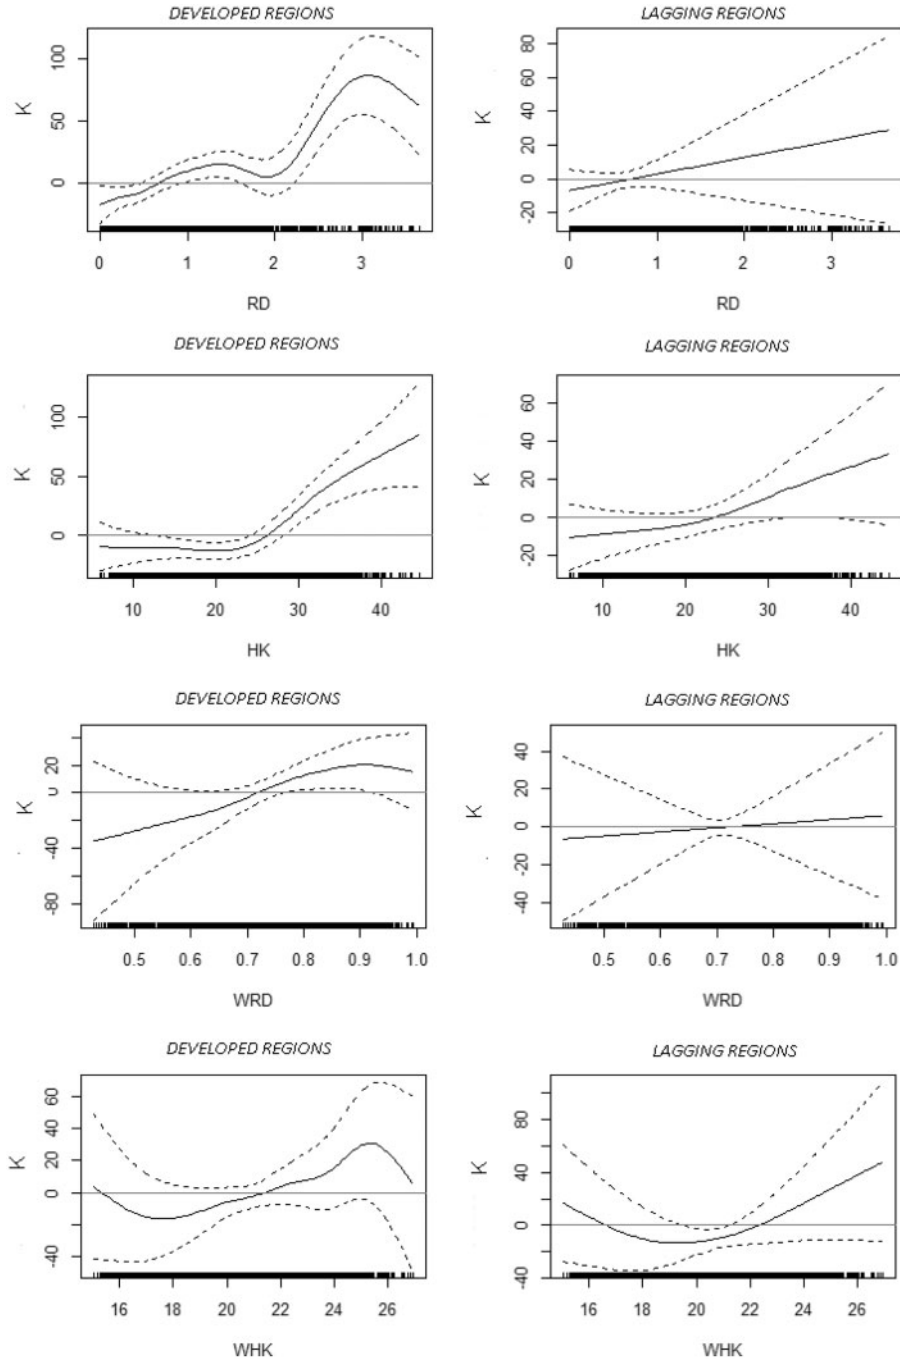 DEVELOPED REGIONS
K
0 50 100
0 1 2 3
RD
LAGGING REGIONS
K
-20 0 20 40 60 80
0 1 2 3
RD
DEVELOPED REGIONS
K
0 50 100
10 20 30 40
HK
LAGGING REGIONS
K
-20 0 20 40 60
10 20 30 40
HK
DEVELOPED REGIONS
K
-80 -40 0 20
0.5 0.6 0.7 0.8 0.9 1.0
WRD
LAGGING REGIONS
K
-40 -20 0 20 40
0.5 0.6 0.7 0.8 0.9 1.0
WRD
DEVELOPED REGIONS
K
-40 0 20 40 60
16 18 20 22 24 26
WHK
LAGGING REGIONS
K
-40 0 40 80
16 18 20 22 24 26
WHK